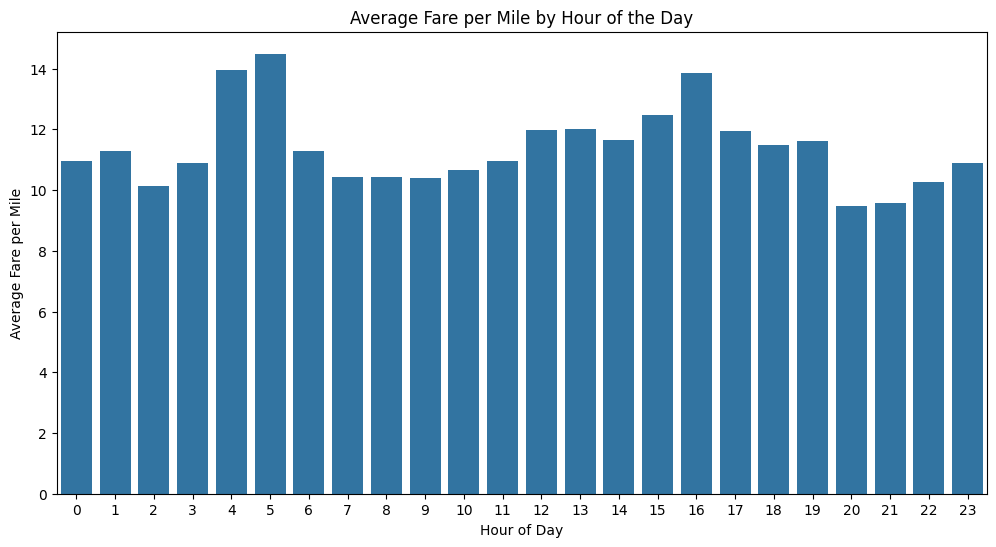 Average Fare per Mile by Hour of the Day
Average Fare per Mile
14
12
10
8
6
4
2
0
0 1 2 3 4 5 6 7 8 9 10 11 12 13 14 15 16 17 18 19 20 21 22 23
Hour of Day